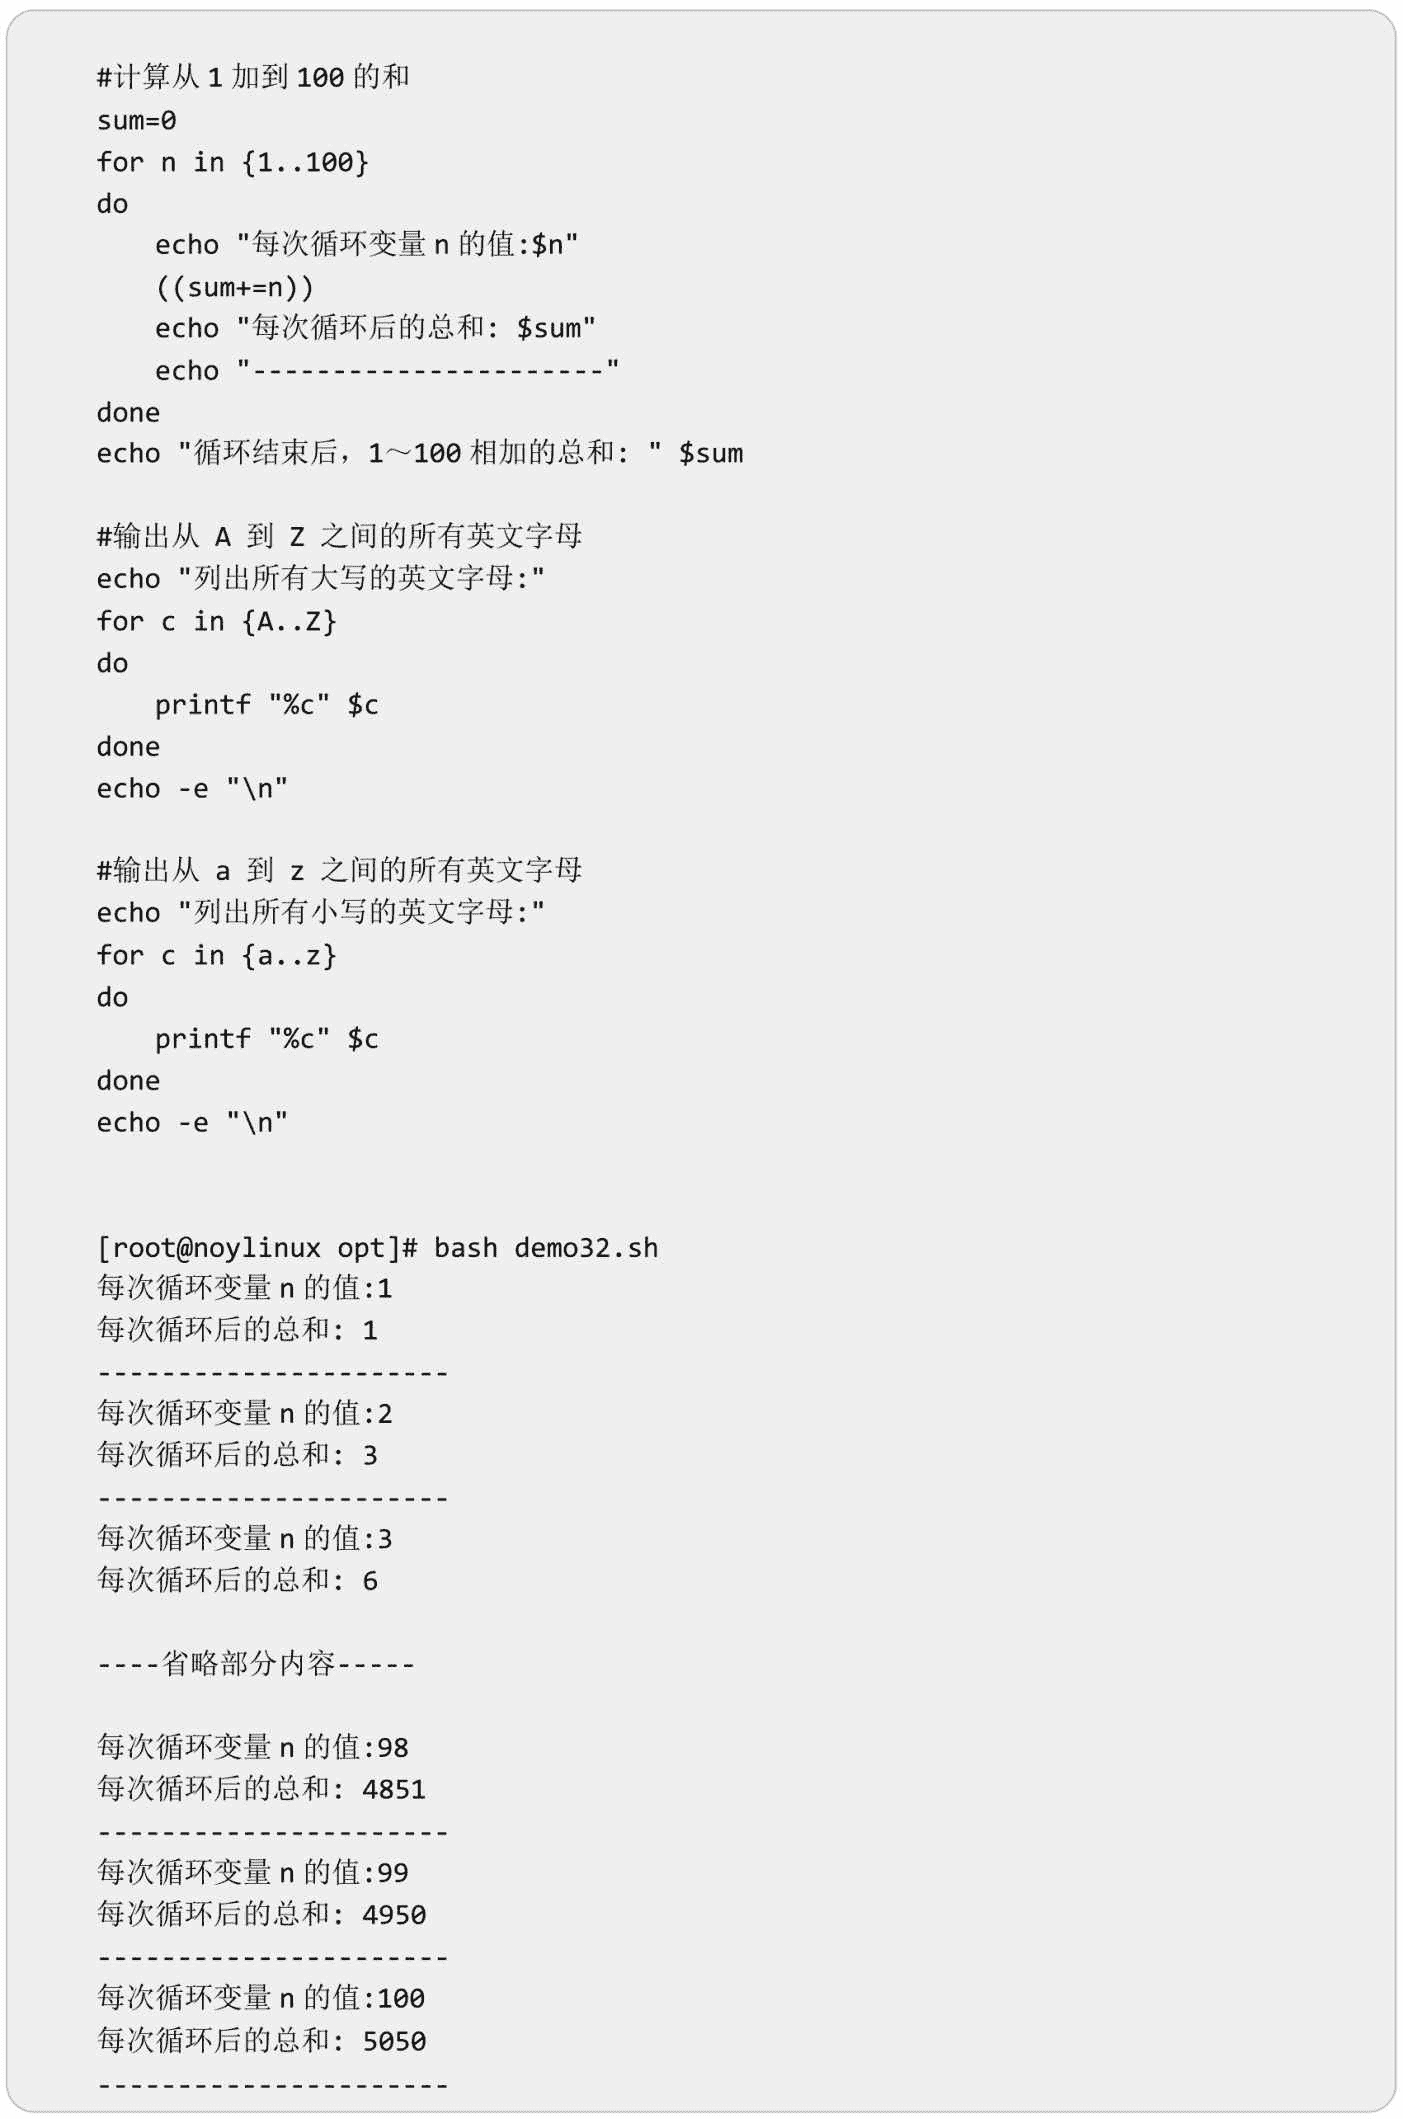 #计算从 1 加到 100 的和
sum=0
for n in {1..100}
do
echo "每次循环变量 n 的值:$n"
((sum+=n))
echo "每次循环后的总和: $sum"
echo "----------------------"
done
echo "循环结束后，1～100 相加的总和: " $sum
#输出从 A 到 Z 之间的所有英文字母
echo "列出所有大写的英文字母:"
for c in {A..Z}
do
printf "%c" $c
done
echo -e "\n"
#输出从 a 到 z 之间的所有英文字母
echo "列出所有小写的英文字母:"
for c in {a..z}
do
printf "%c" $c
done
echo -e "\n"
[root@noylinux opt]# bash demo32.sh
每次循环变量 n 的值:1
每次循环后的总和: 1
----------------------
每次循环变量 n 的值:2
每次循环后的总和: 3
----------------------
每次循环变量 n 的值:3
每次循环后的总和: 6
----省略部分内容-----
每次循环变量 n 的值:98
每次循环后的总和: 4851
----------------------
每次循环变量 n 的值:99
每次循环后的总和: 4950
----------------------
每次循环变量 n 的值:100
每次循环后的总和: 5050
----------------------